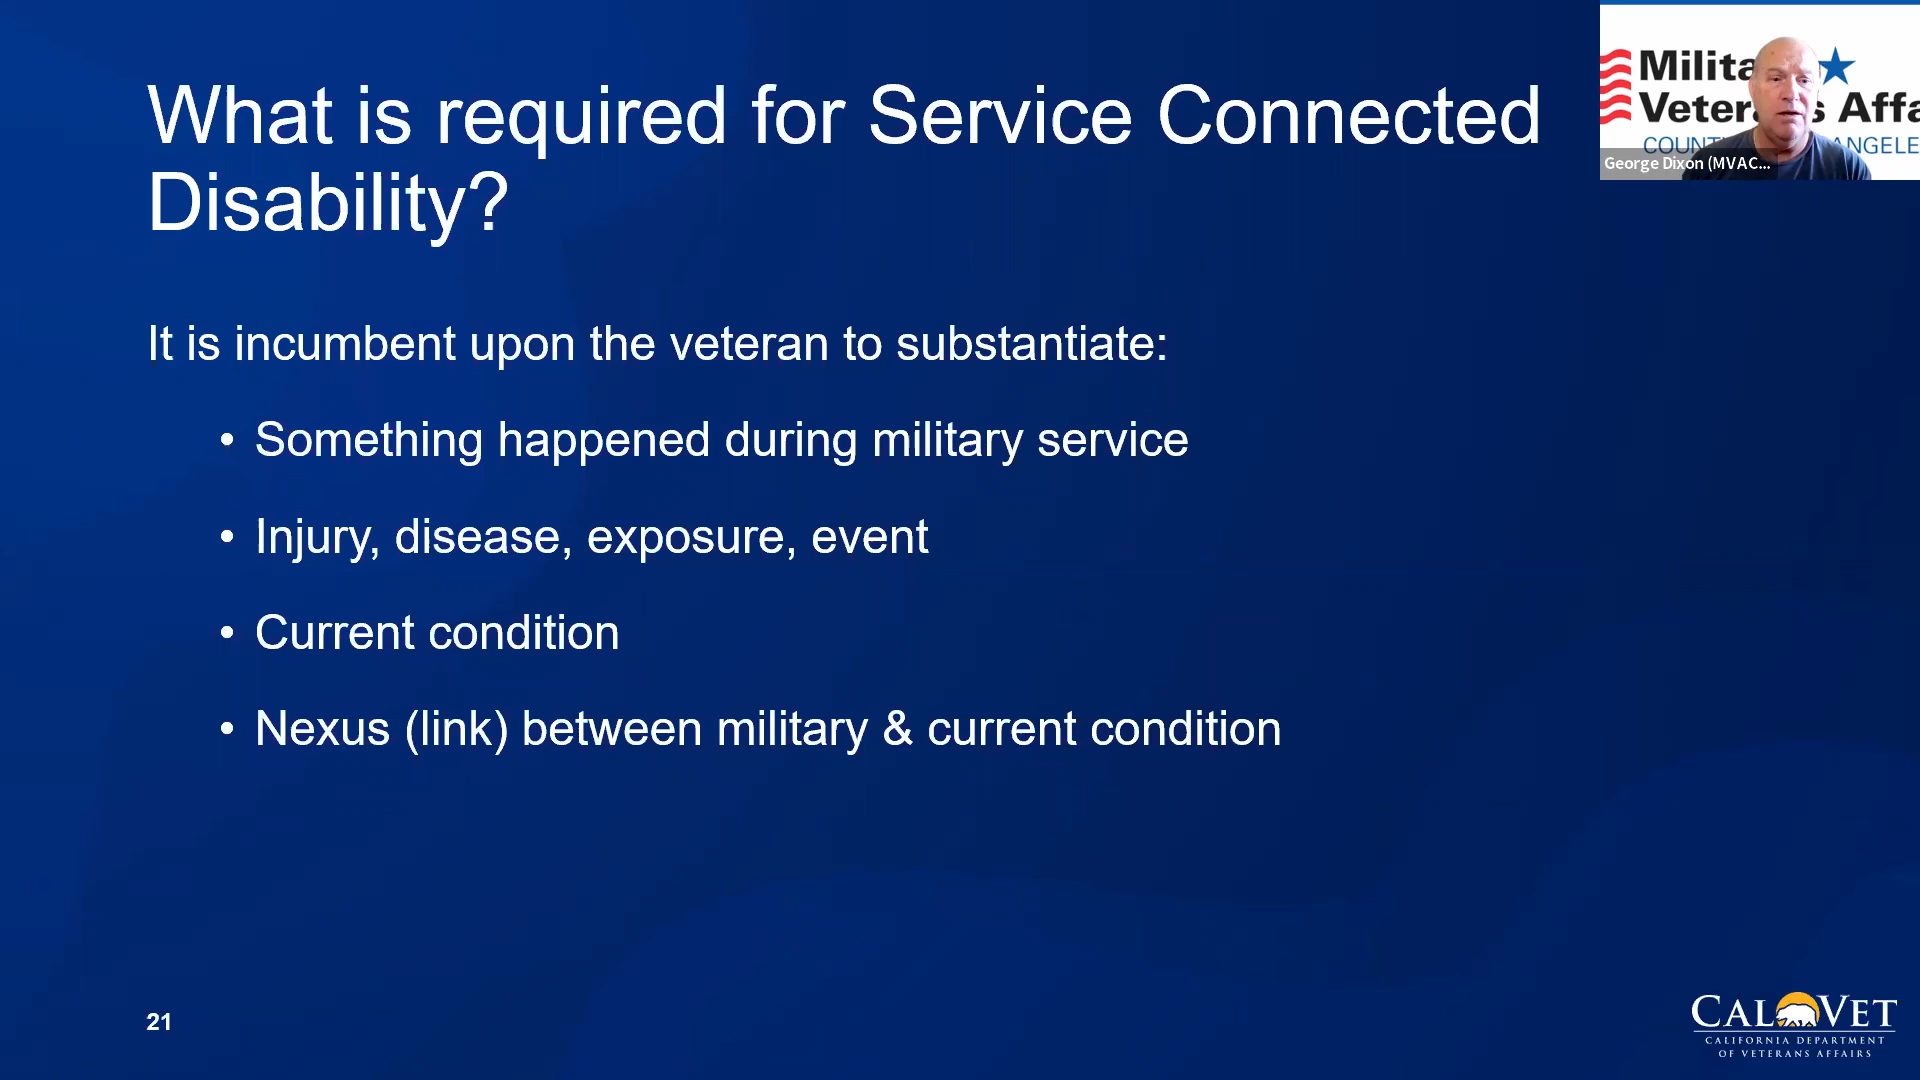 What is required for Service Connected
Disability?
It is incumbent upon the veteran to substantiate:
• Something happened during military service
• Injury, disease, exposure, event
• Current condition
• Nexus (link) between military & current condition
21
George Dixon (MVAC...
CALVET
CALIFORNIA DEPARTMENT
OF VETERANS AFFAIRS